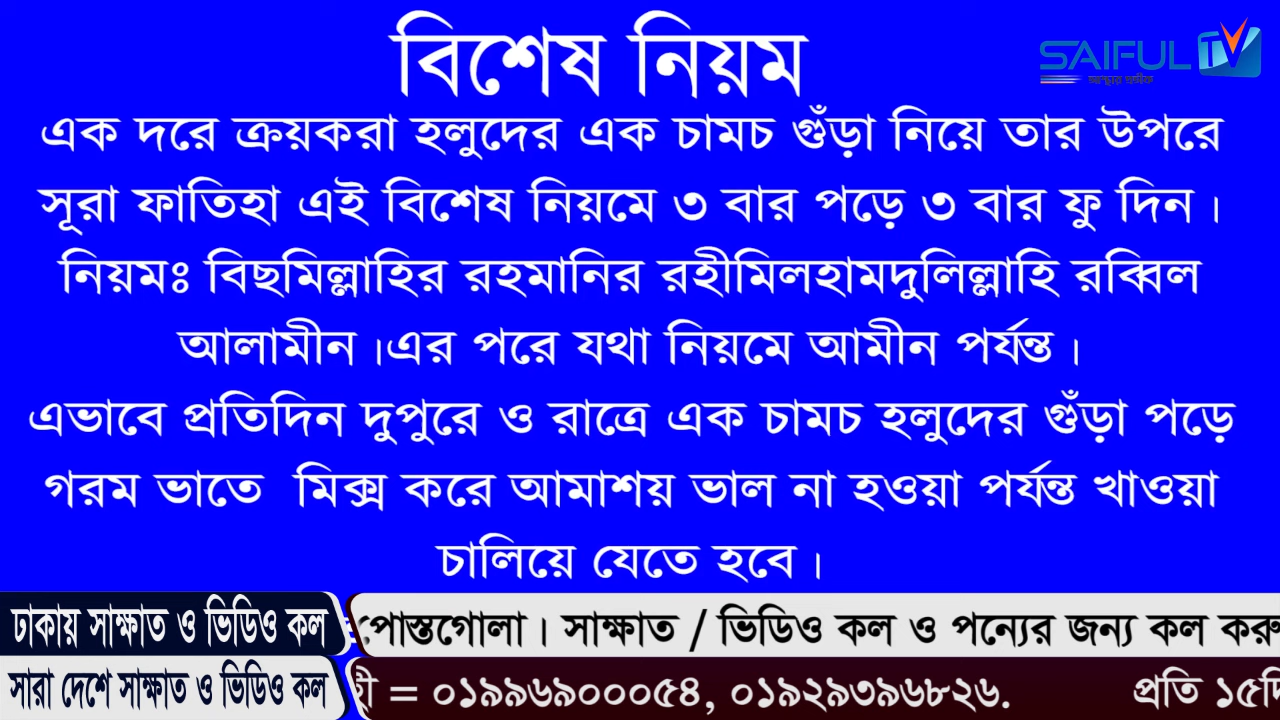 বিশেষ নিয়ম
SAIFUL TV
এক দরে ক্রয়করা হলুদের এক চামচ গুঁড়া নিয়ে তার উপরে
সূরা ফাতিহা এই বিশেষ নিয়মে ৩ বার পড়ে ৩ বার ফু দিন।
নিয়মঃ বিছমিল্লাহির রহমানির রহীমিলহামদুলিল্লাহি রব্বিল
আলামীন।এর পরে যথা নিয়মে আমীন পর্যন্ত।
এভাবে প্রতিদিন দুপুরে ও রাত্রে এক চামচ হলুদের গুঁড়া পড়ে
গরম ভাতে মিক্স করে আমাশয় ভাল না হওয়া পর্যন্ত খাওয়া
চালিয়ে যেতে হবে।
ঢাকায় সাক্ষাত ও ভিডিও কল পোস্তগোলা। সাক্ষাত / ভিডিও কল ও পন্যের জন্য কল
সারা দেশে সাক্ষাত ও ভিডিও কল = ০১৯৯৬৯০০০৫৪, ০১৯২৯৩৯৬৮২৬. প্রতি